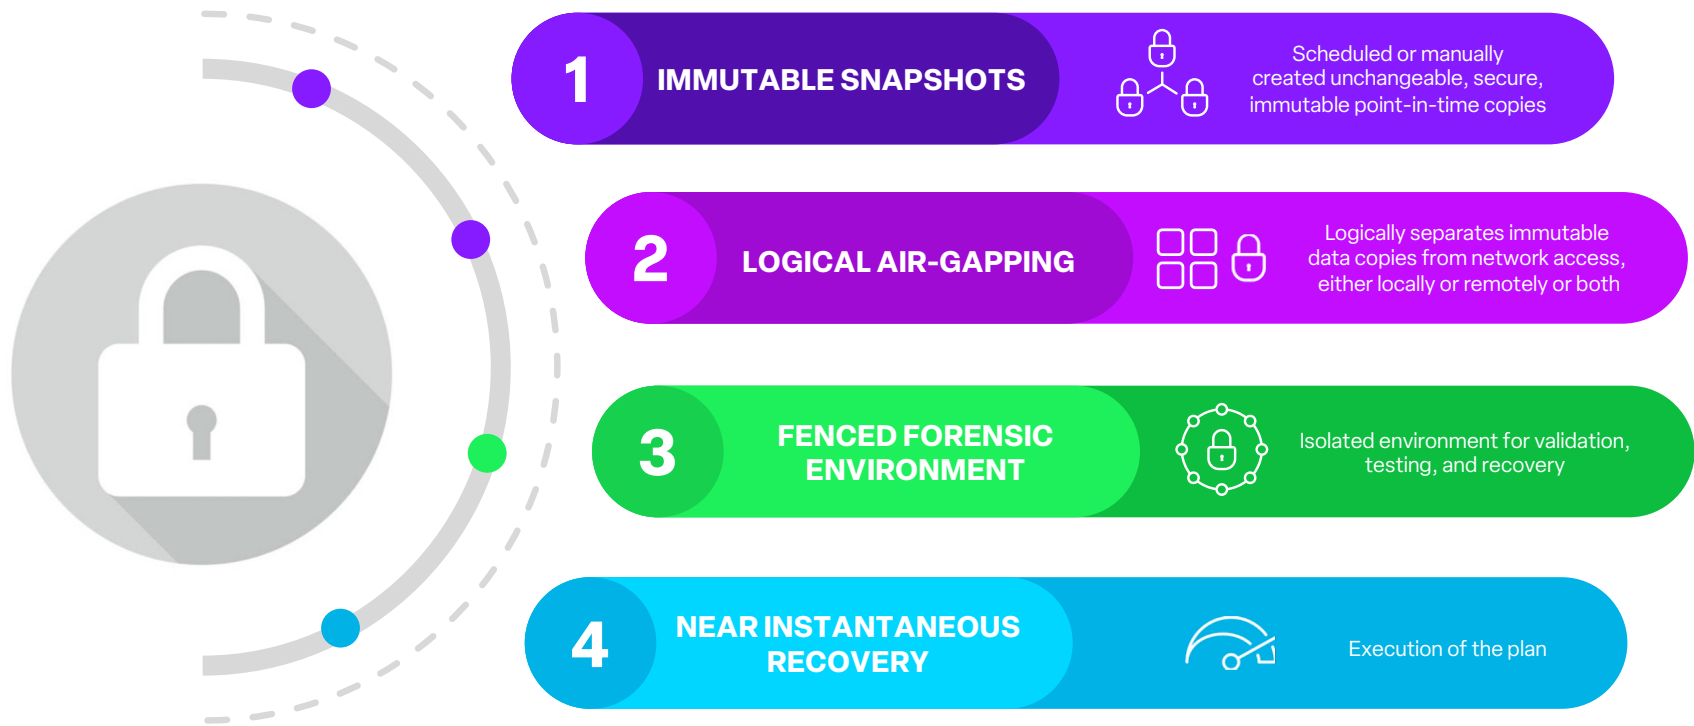 1
IMMUTABLE SNAPSHOTS
Scheduled or manually
created unchangeable, secure,
immutable point-in-time copies
2
LOGICAL AIR-GAPPING
Logically separates immutable
data copies from network access,
either locally or remotely or both
3
FENCED FORENSIC
ENVIRONMENT
Isolated environment for validation,
testing, and recovery
4
NEAR INSTANTANEOUS
RECOVERY
Execution of the plan